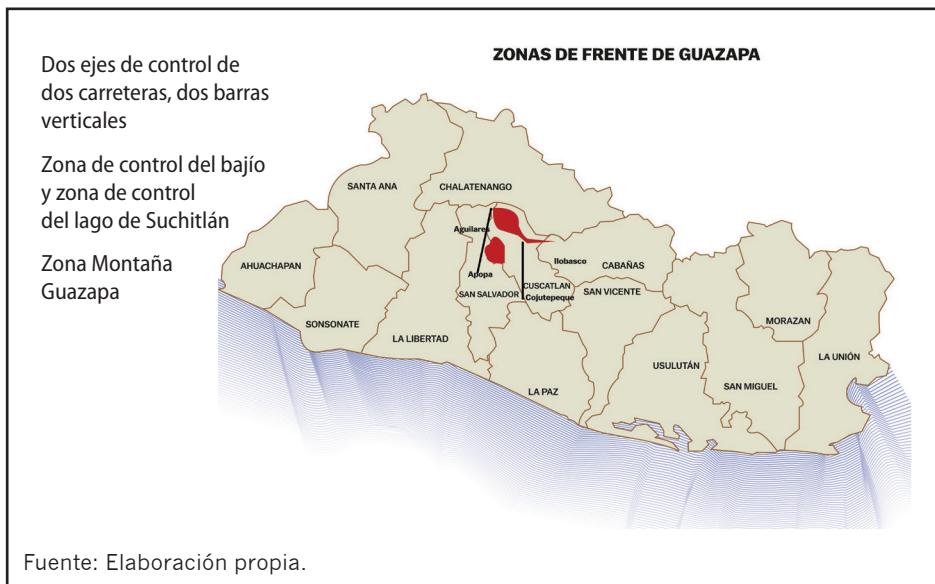 Dos ejes de control de
dos carreteras, dos barras
verticales
Zona de control del bajío
y zona de control
del lago de Suchitlán
Zona Montaña
Guazapa
ZONAS DE FRENTE DE GUAZAPA
SANTA ANA
CHALATENANGO
Aguilares
Ilobasco
CABAÑAS
AHUACHAPAN
Apopa
CUSCATLAN
SAN VICENTE
SAN SALVADOR
Cojutepeque
SONSONATE
LA LIBERTAD
MORAZAN
LA UNIÓN
USULUTÁN
SAN MIGUEL
LA PAZ
Fuente: Elaboración propia.